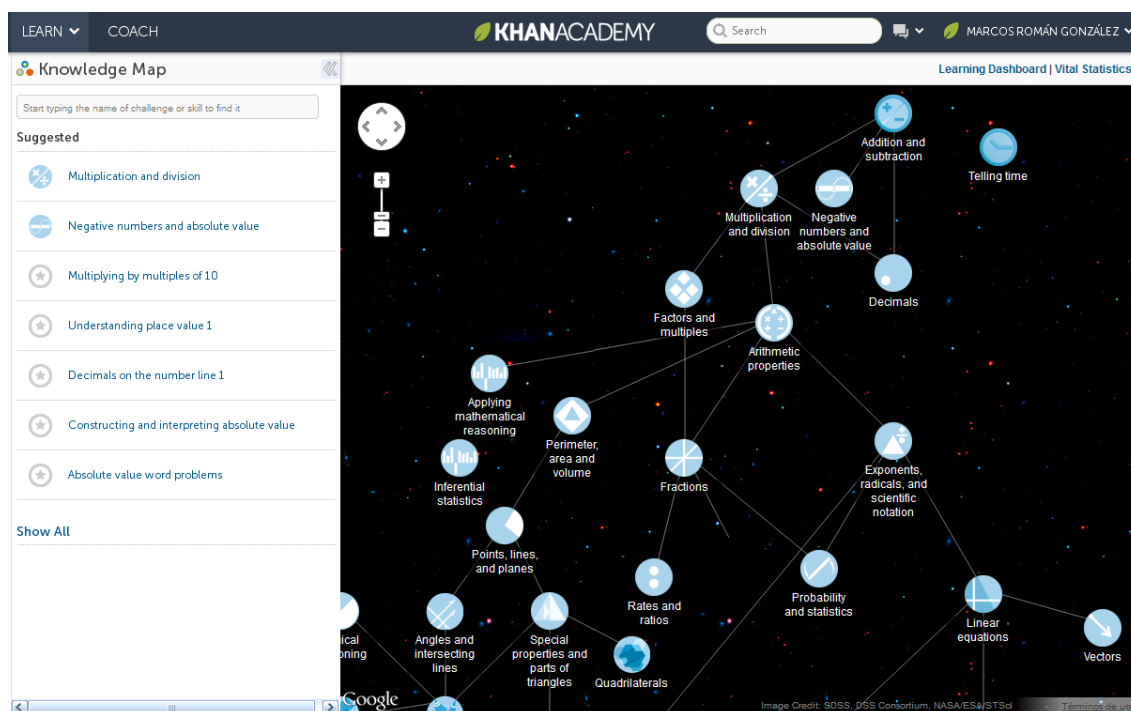 LEARN
COACH
KHANACADEMY
Search
MARCOS ROMÁN GONZÁLEZ
Knowledge Map
Learning Dashboard | Vital Statistics
Start typing the name of challenge or skill to find it
Suggested
Multiplication and division
Negative numbers and absolute value
Multiplying by multiples of 10
Understanding place value 1
Decimals on the number line 1
Constructing and interpreting absolute value
Absolute value word problems
Show All
Addition and
subtraction
Telling time
Multiplication
and division
Negative
numbers and
absolute value
Decimals
Factors and
multiples
Arithmetic
properties
Applying
mathematical
reasoning
Perimeter,
area and
volume
Inferential
statistics
Fractions
Exponents,
radicals, and
scientific
notation
Points, lines,
and planes
Rates and
ratios
Probability
and statistics
Linear
equations
Vectors
ical
oning
Angles and
intersecting
lines
Special
properties and
parts of
triangles
Quadrilaterals
Google
Image Credit: SDSS, DSS Consortium, NASA/ESA/STScI
Términos de uso